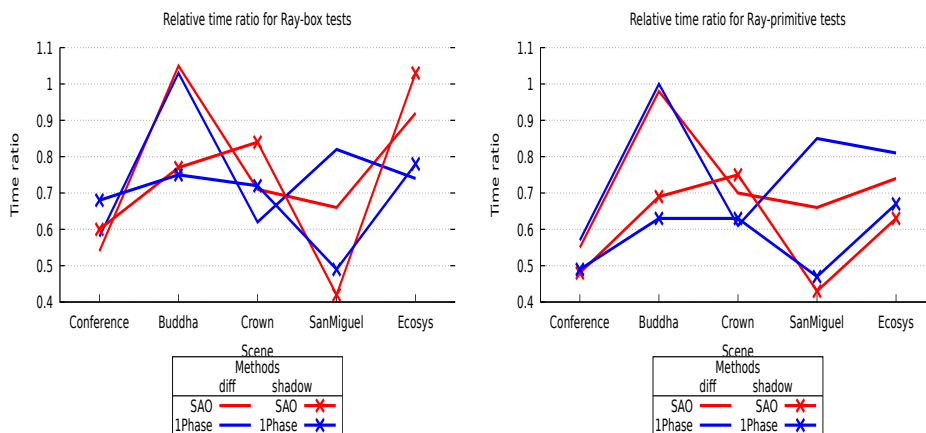 Relative time ratio for Ray-box tests
1.1
1
0.9
0.8
0.7
0.6
0.5
0.4
Time ratio
Conference Buddha Crown SanMiguel Ecosys
Scene
Methods
diff shadow
SAO SAO
1Phase 1Phase
Relative time ratio for Ray-primitive tests
1.1
1
0.9
0.8
0.7
0.6
0.5
0.4
Time ratio
Conference Buddha Crown SanMiguel Ecosys
Scene
Methods
diff shadow
SAO SAO
1Phase 1Phase